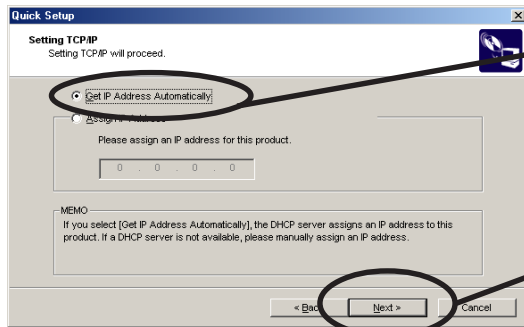 Quick Setup
Setting TCP/IP
Setting TCP/IP will proceed.
Get IP Address Automatically
Please assign an IP address for this product.
0 . 0 . 0 . 0
MEMO
If you select [Get IP Address Automatically], the DHCP server assigns an IP address to this
product. If a DHCP server is not available, please manually assign an IP address.
« Back
Next »
Cancel